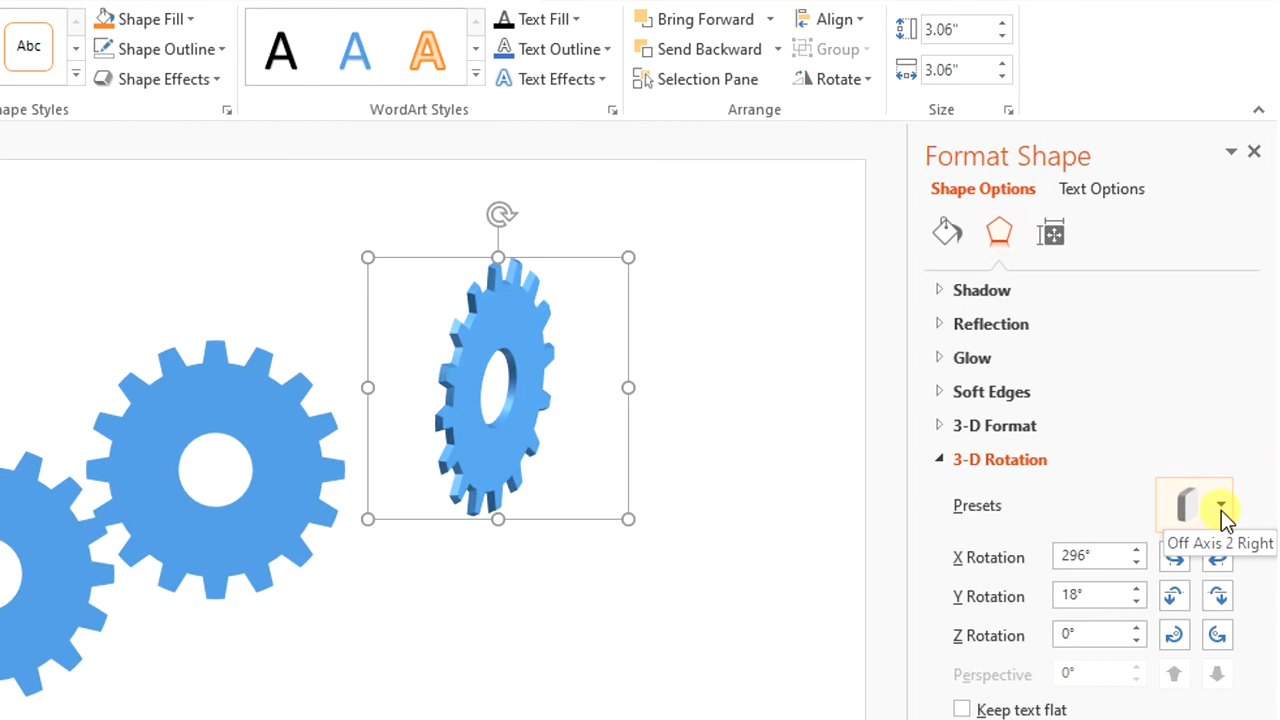 Abc
Shape Fill
Shape Outline
Shape Effects
hape Styles
A A A
WordArt Styles
Text Fill
Text Outline
Text Effects
Bring Forward
Send Backward
Selection Pane
Align
Group
Rotate
Arrange
3.06"
3.06"
Size
Format Shape
Shape Options Text Options
Shadow
Reflection
Glow
Soft Edges
3-D Format
3-D Rotation
Presets
Off Axis 2 Right
X Rotation 296°
Y Rotation 18°
Z Rotation 0°
Perspective 0°
Keep text flat